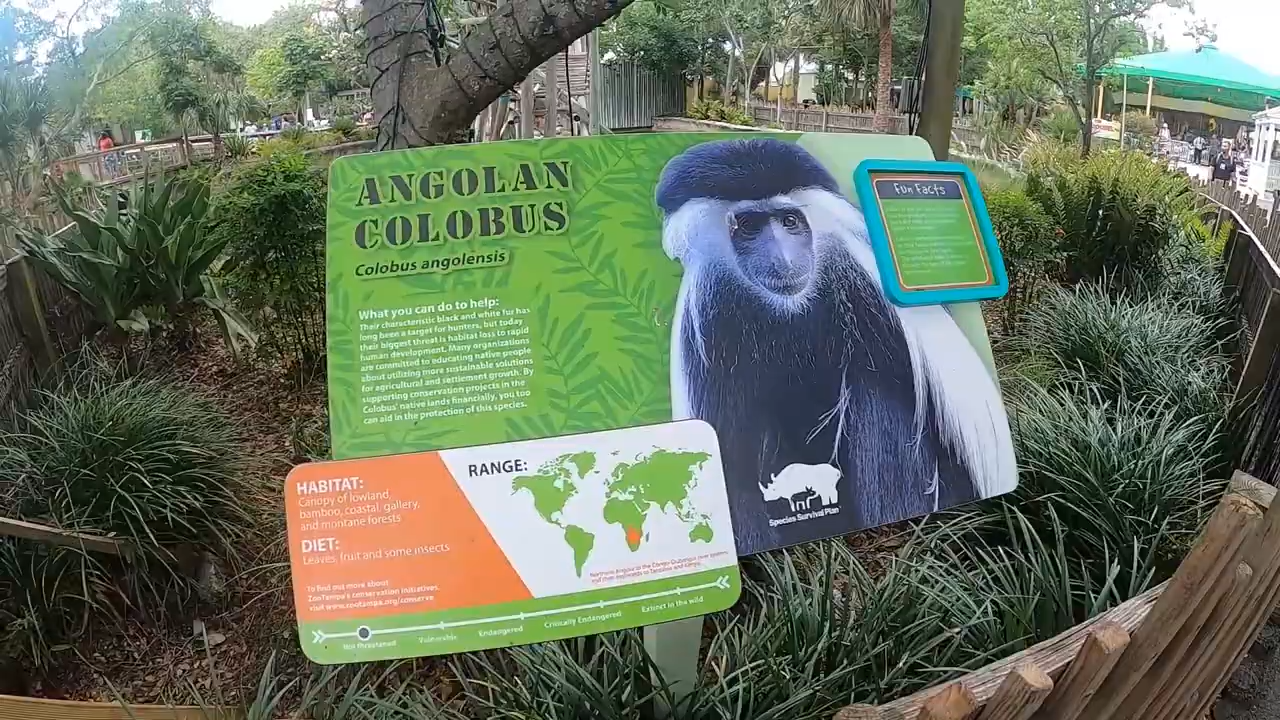 ANGOLAN
COLOBUS
Colobus angolensis
What you can do to help:
Their characteristic black and white fur has
long been a target for hunters, but today
their biggest threat is habitat loss to rapid
human development. Many organizations
are committed to educating native people
about utilizing more sustainable solutions
for agricultural and settlement growth. By
supporting conservation projects in the
Colobus' native lands financially, you too
can aid in the protection of this species.
Fun Facts
Species Survival Plan
HABITAT:
Canopy of lowland,
bamboo, coastal, gallery,
and montane forests
DIET:
Leaves, fruit and some insects
To find out more about
ZooTampa's conservation initiatives,
visit www.zootampa.org/conserve
RANGE:
Not threatened
Vulnerable
Endangered
Critically Endangered
Extinct in the wild